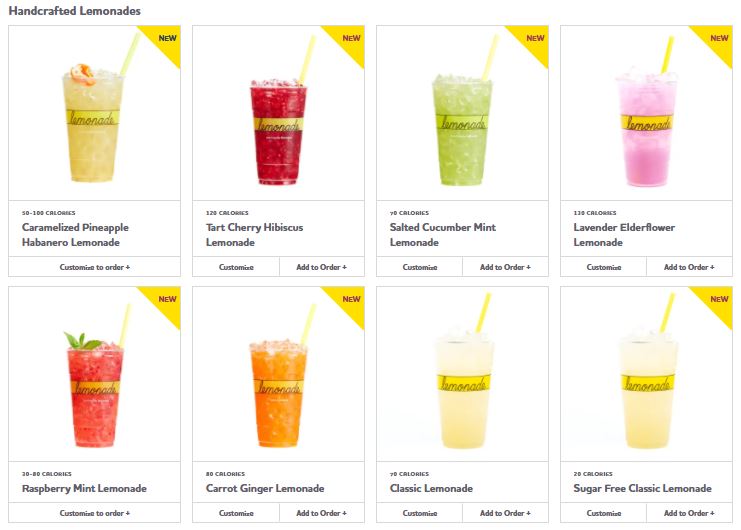 Handcrafted Lemonades
NEW
NEW
NEW
NEW
lemonade
lemonade
lemonade
lemonade
50-100 CALORIES
Caramelized Pineapple
Habanero Lemonade
Customize to order +
120 CALORIES
Tart Cherry Hibiscus
Lemonade
Customize
Add to Order +
70 CALORIES
Salted Cucumber Mint
Lemonade
Customize
Add to Order +
130 CALORIES
Lavender Elderflower
Lemonade
Customize
Add to Order +
NEW
NEW
NEW
lemonade
lemonade
lemonade
lemonade
30-80 CALORIES
Raspberry Mint Lemonade
Customize to order +
80 CALORIES
Carrot Ginger Lemonade
Customize
Add to Order +
70 CALORIES
Classic Lemonade
Customize
Add to Order +
20 CALORIES
Sugar Free Classic Lemonade
Customize
Add to Order +